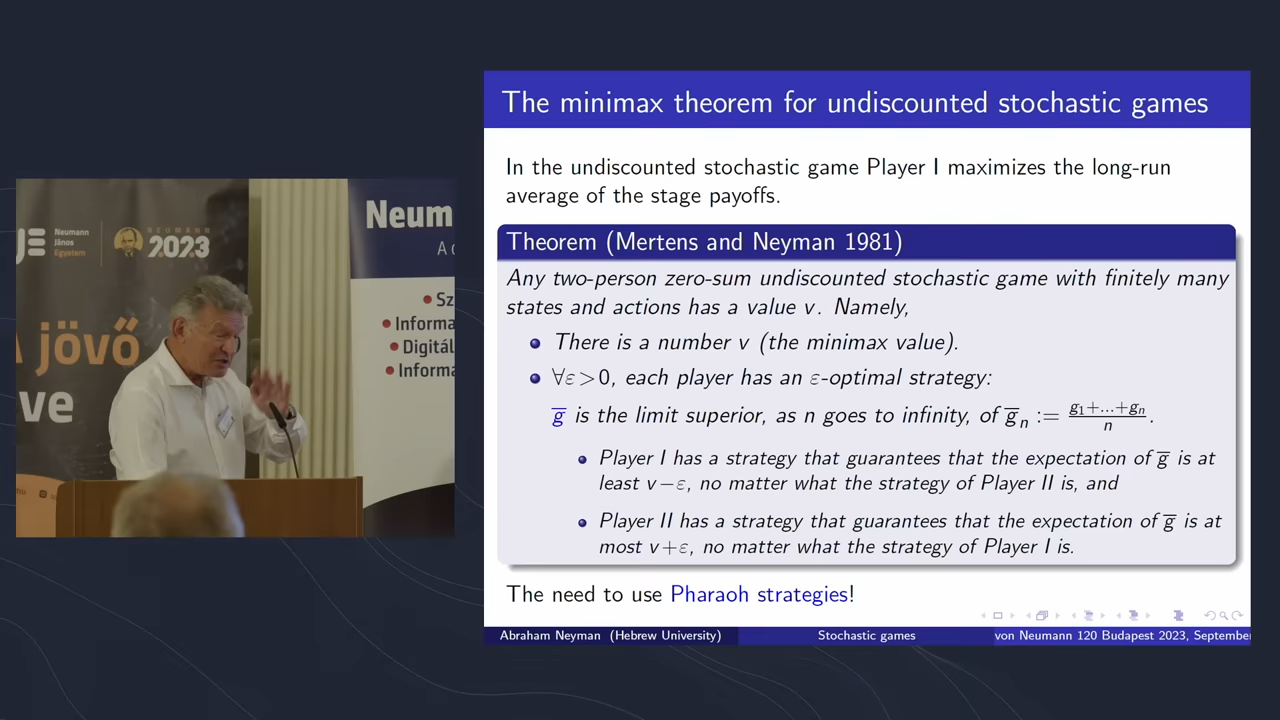 Neumann
János
Egyetem
NEUMANN
2023
jövő
ve
Neum
A
Sz
Informa
Digitál
Informa
The minimax theorem for undiscounted stochastic games
In the undiscounted stochastic game Player I maximizes the long-run
average of the stage payoffs.
Theorem (Mertens and Neyman 1981)
Any two-person zero-sum undiscounted stochastic game with finitely many
states and actions has a value v. Namely,
There is a number v (the minimax value).
∀ε>0, each player has an ε-optimal strategy:
g̅ is the limit superior, as n goes to infinity, of g̅ₙ := (g₁+...+gₙ)/n.
Player I has a strategy that guarantees that the expectation of g̅ is at
least v−ε, no matter what the strategy of Player II is, and
Player II has a strategy that guarantees that the expectation of g̅ is at
most v+ε, no matter what the strategy of Player I is.
The need to use Pharaoh strategies!
Abraham Neyman (Hebrew University) Stochastic games von Neumann 120 Budapest 2023, September